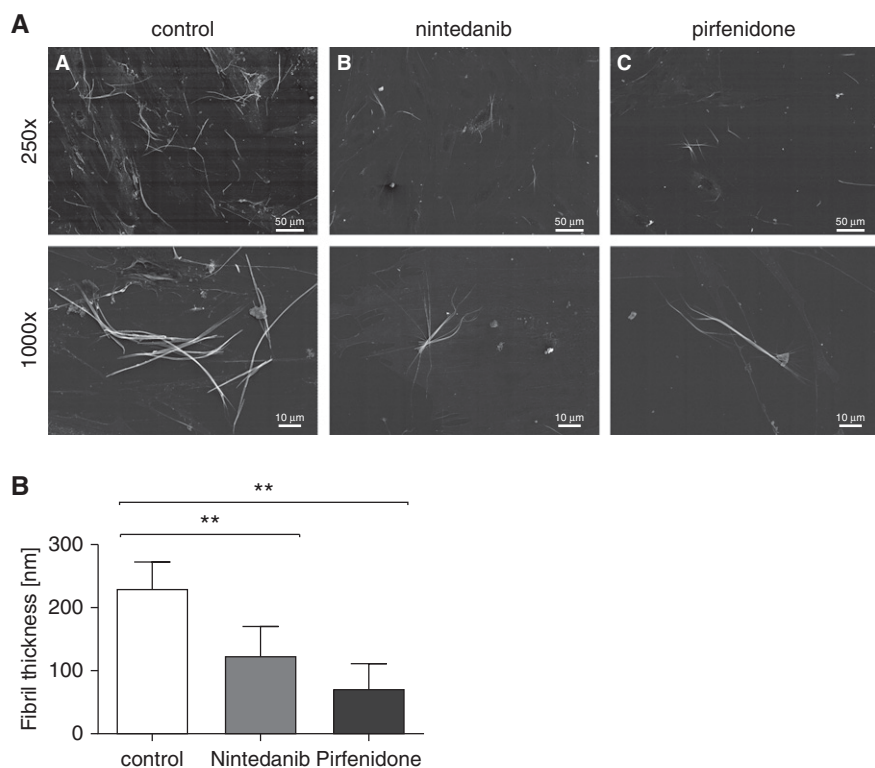 A
control nintedanib pirfenidone
A B C
250x
50 μm 50 μm 50 μm
1000x
10 μm 10 μm 10 μm
B
**
**
Fibril thickness [nm]
300
200
100
0
control Nintedanib Pirfenidone